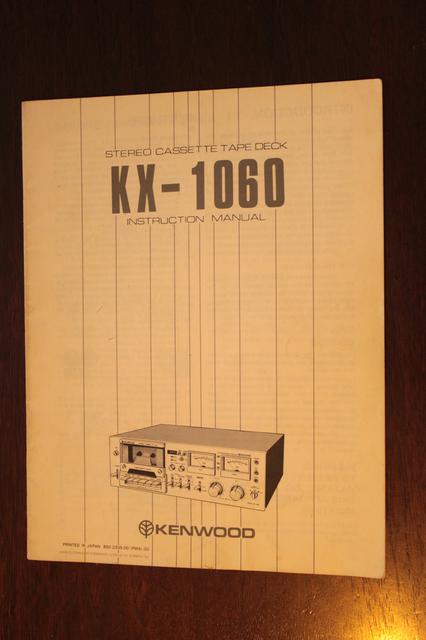 STEREO CASSETTE TAPE DECK
KX-1060
INSTRUCTION MANUAL
KENWOOD
PRINTED IN JAPAN